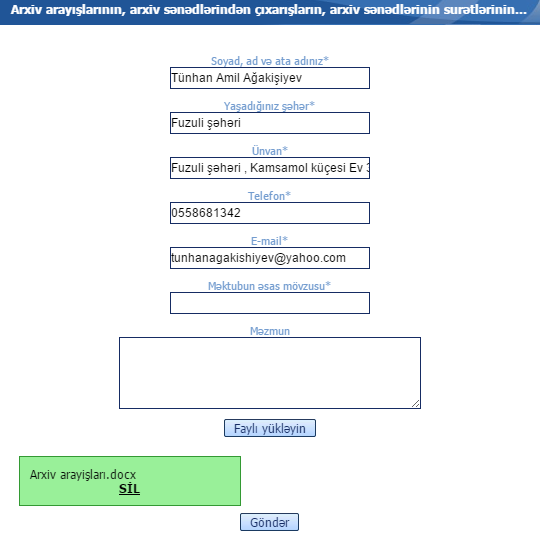 Arxiv arayışlarının, arxiv sənədlərindən çıxarışların, arxiv sənədlərinin surətlərinin...
Soyad, ad və ata adınız*
Tünhan Amil Ağakişiyev
Yaşadığınız şəhər*
Fuzuli şəhəri
Ünvan*
Fuzuli şəhəri , Kamsamol küçesi Ev 3
Telefon*
0558681342
E-mail*
tunhanagakishiyev@yahoo.com
Məktubun əsas mövzusu*
Məzmun
Faylı yükləyin
Arxiv arayişları.docx
SİL
Göndər